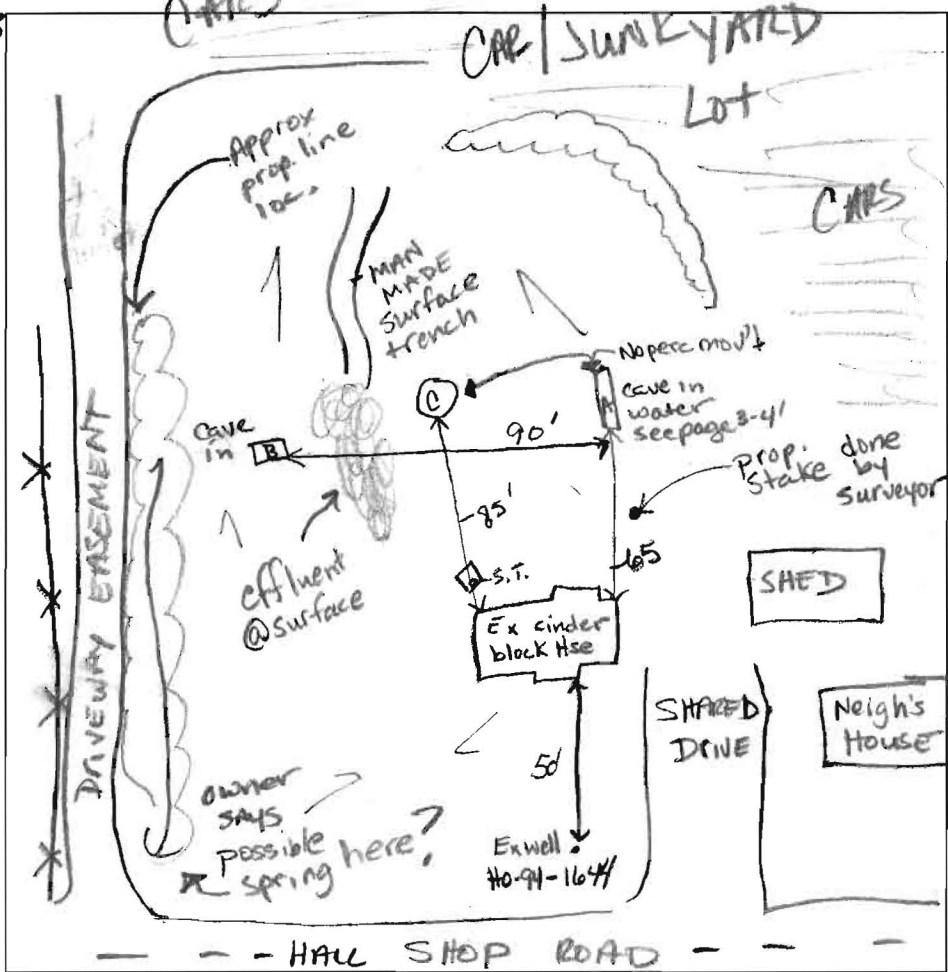 CARS
CAR/JUNKYARD
Lot
Approx
prop. line
loc.
CARS
MAN
MADE
surface
trench
No perc mov't
C
A
cave in
water
seepage 3-4'
Cave
in
B
90'
prop.
stake done
by
surveyor
85'
65
effluent
@ surface
S.T.
SHED
Ex cinder
block Hse
DRIVEWAY EASEMENT
SHARED
DRIVE
Neigh's
HOUSE
50'
owner
says
possible
spring here?
Ex well
HO-94-1644
- - - HALL SHOP ROAD - - -